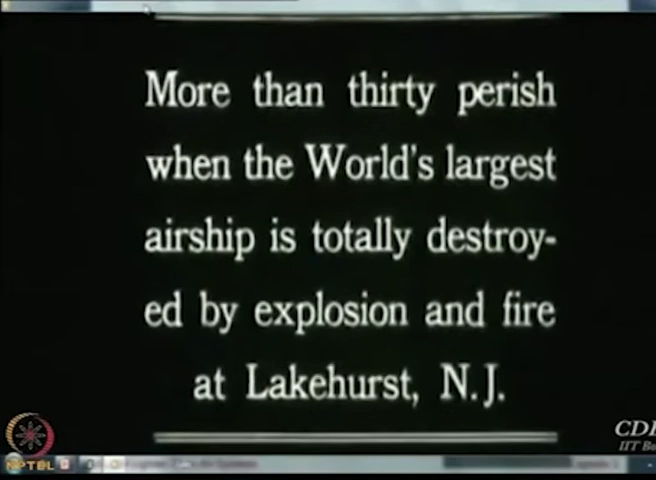 More than thirty perish
when the World's largest
airship is totally destroy-
ed by explosion and fire
at Lakehurst, N.J.
NPTEL